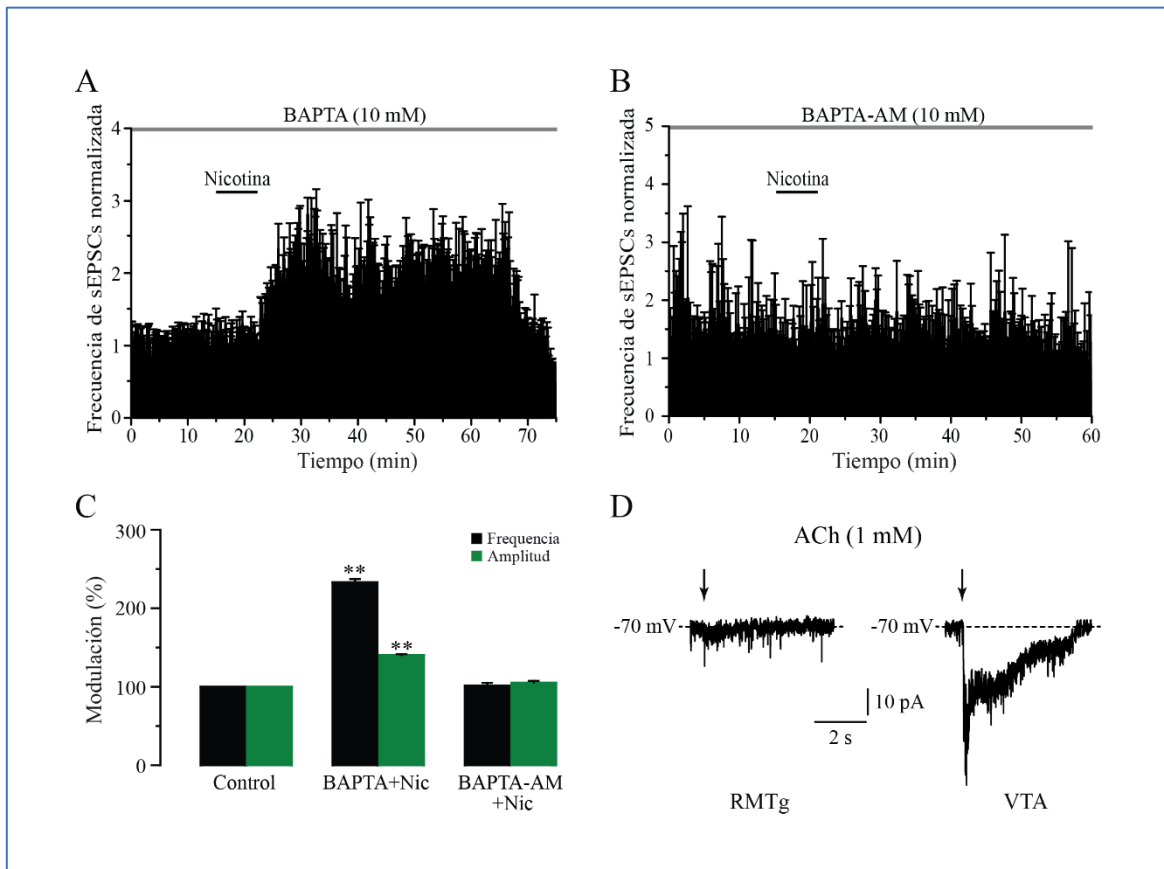 A
BAPTA (10 mM)
Frecuencia de sEPSCs normalizada
4
3
2
1
0
Nicotina
0 10 20 30 40 50 60 70
Tiempo (min)
B
BAPTA-AM (10 mM)
Frecuencia de sEPSCs normalizada
5
4
3
2
1
0
Nicotina
0 10 20 30 40 50 60
Tiempo (min)
C
Modulación (%)
300
200
100
0
Frequencia
Amplitud
**
**
Control
BAPTA+Nic
BAPTA-AM
+Nic
D
ACh (1 mM)
-70 mV
-70 mV
10 pA
2 s
RMTg
VTA